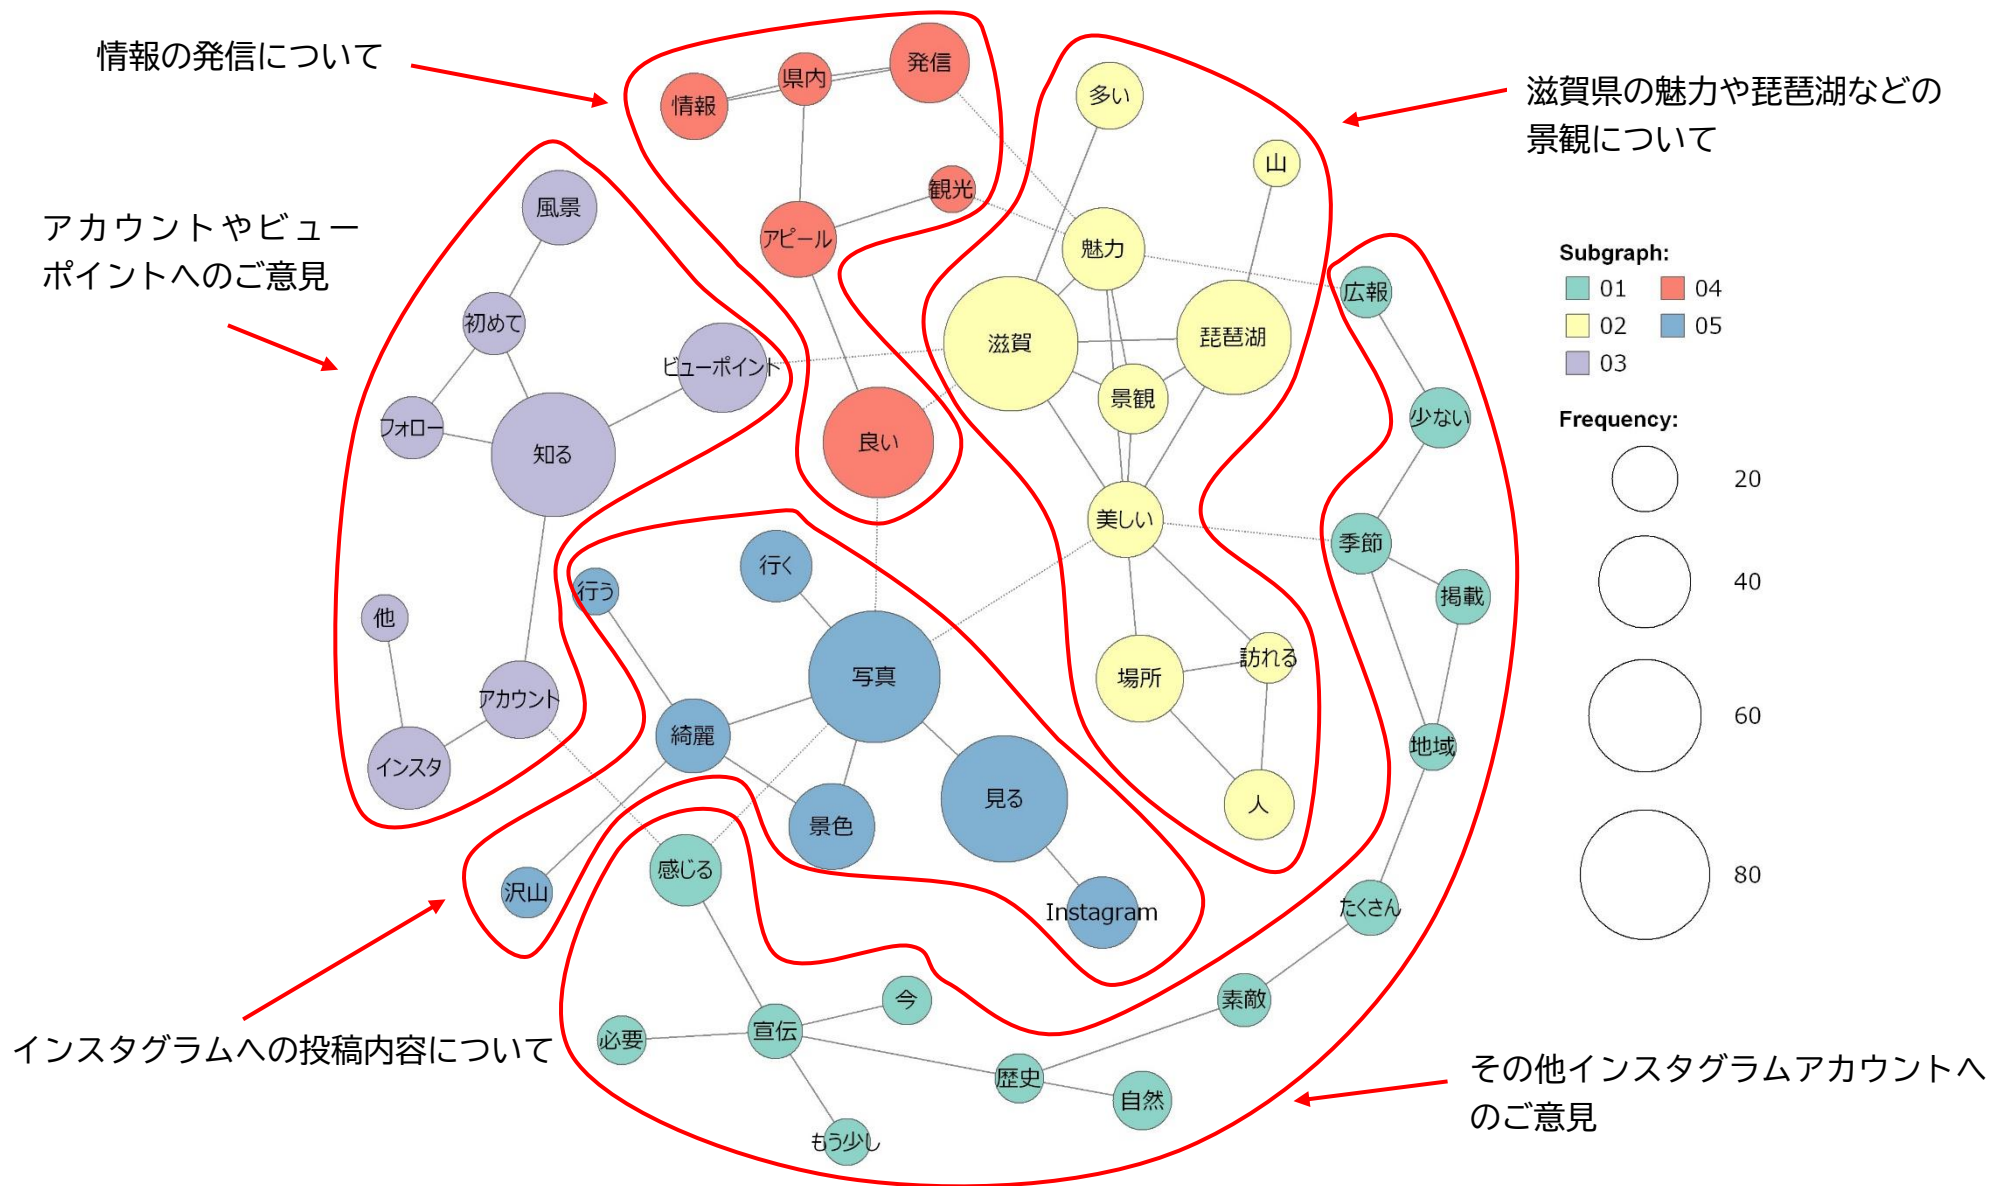 情報の発信について
滋賀県の魅力や琵琶湖などの
景観について
アカウントやビュー
ポイントへのご意見
インスタグラムへの投稿内容について
その他インスタグラムアカウントへ
のご意見
情報
県内
発信
観光
アピール
良い
多い
山
魅力
滋賀
琵琶湖
景観
美しい
場所
訪れる
人
風景
初めて
ビューポイント
フォロー
知る
他
アカウント
インスタ
行う
行く
写真
綺麗
景色
見る
沢山
Instagram
広報
少ない
季節
掲載
地域
たくさん
素敵
感じる
今
必要
宣伝
歴史
自然
もう少し
Subgraph:
01
04
02
05
03
Frequency:
20
40
60
80